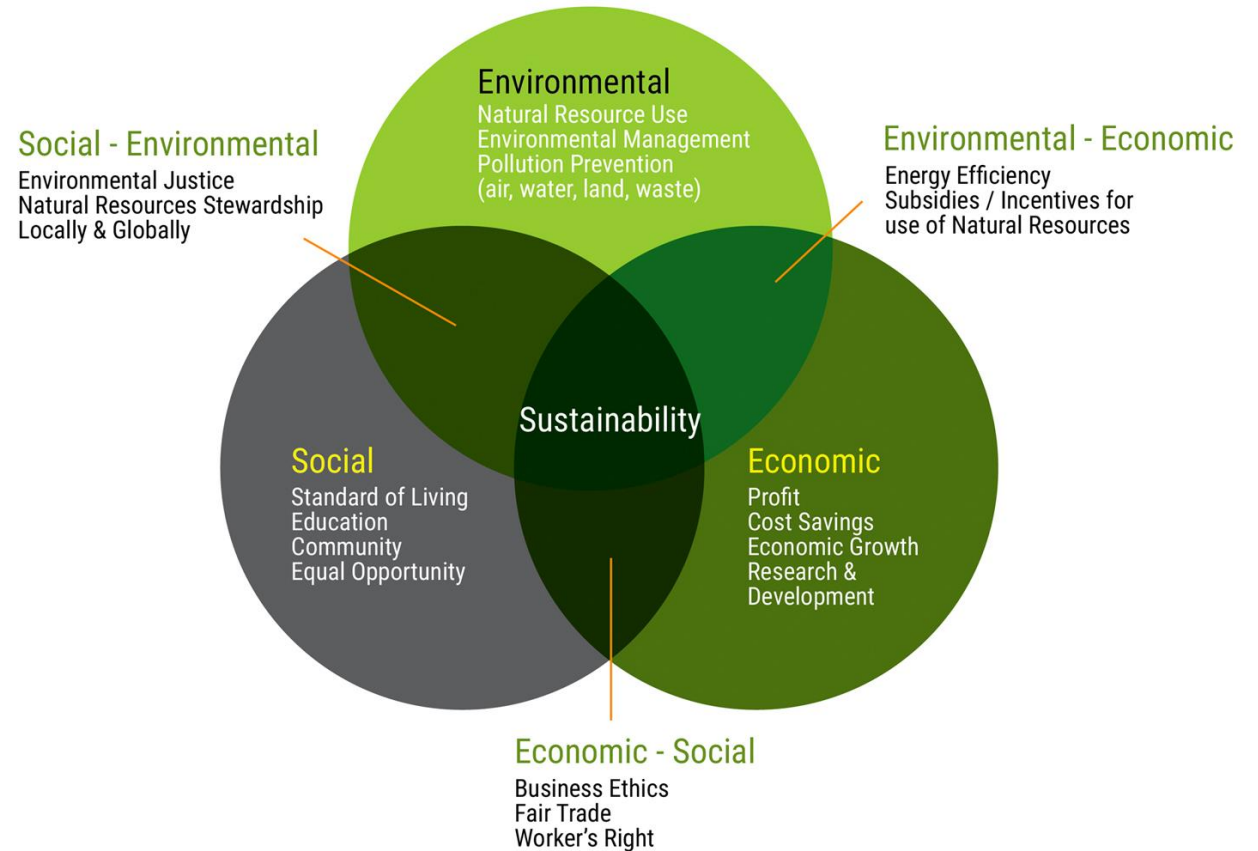 Environmental
Natural Resource Use
Environmental Management
Pollution Prevention
(air, water, land, waste)
Social - Environmental
Environmental Justice
Natural Resources Stewardship
Locally & Globally
Environmental - Economic
Energy Efficiency
Subsidies / Incentives for
use of Natural Resources
Sustainability
Social
Standard of Living
Education
Community
Equal Opportunity
Economic
Profit
Cost Savings
Economic Growth
Research &
Development
Economic - Social
Business Ethics
Fair Trade
Worker’s Right